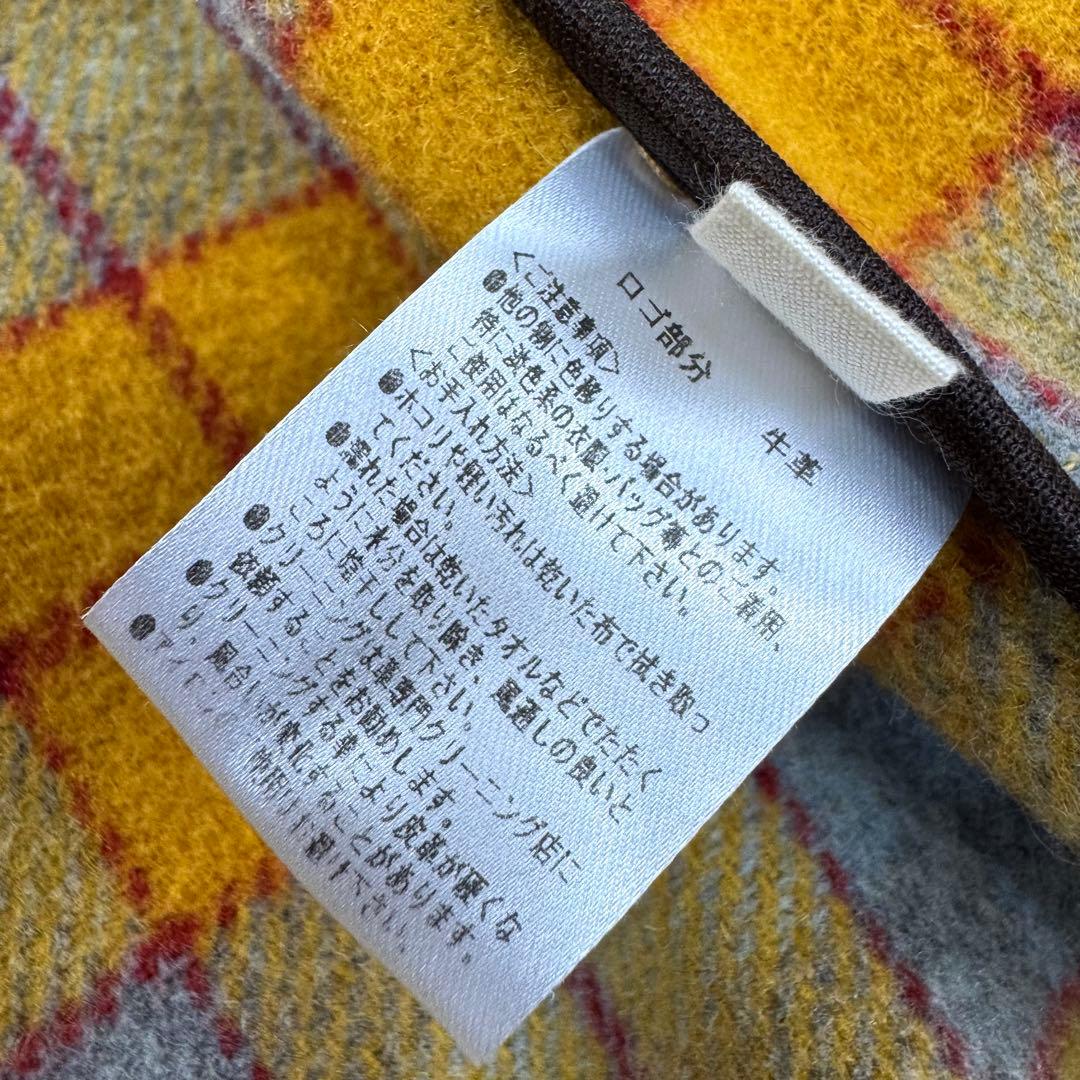 ロゴ部分 牛革
<ご注意事項>
●他の物に色移りする場合があります。
特に淡色系の衣服・バッグ等とのご着用、
ご使用はなるべく避けて下さい。
<お手入れ方法>
●ホコリや軽い汚れは乾いた布で拭き取っ
てください。
●濡れた場合は乾いたタオルなどでたたく
ように水分を取り除き、風通しの良いと
ころに陰干しして下さい。
●クリーニングは革専門クリーニング店に
依頼することをお勧めします。
●クリーニングする事により皮革が硬くな
り、風合いが変化することがあります。